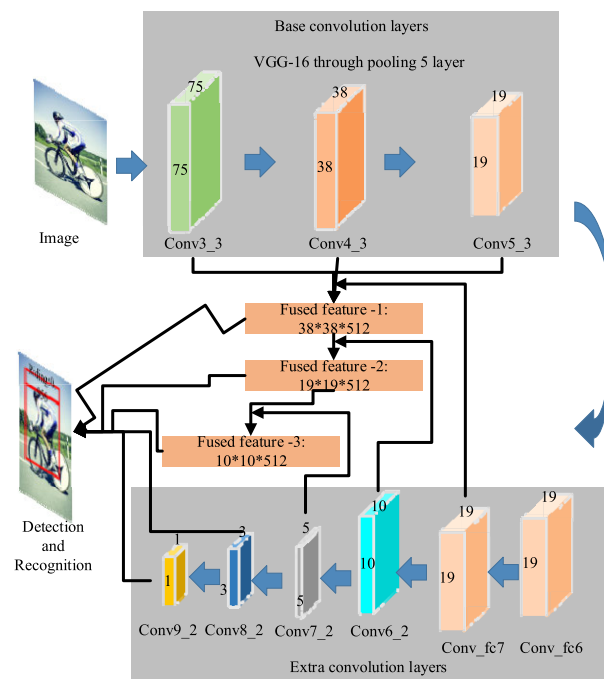 Base convolution layers
VGG-16 through pooling 5 layer
75
75
38
38
19
19
Image
Conv3_3
Conv4_3
Conv5_3
Fused feature -1:
38*38*512
Fused feature -2:
19*19*512
Fused feature -3:
10*10*512
Detection
and
Recognition
1
1
3
3
5
5
10
10
19
19
19
19
Conv9_2
Conv8_2
Conv7_2
Conv6_2
Conv_fc7
Conv_fc6
Extra convolution layers